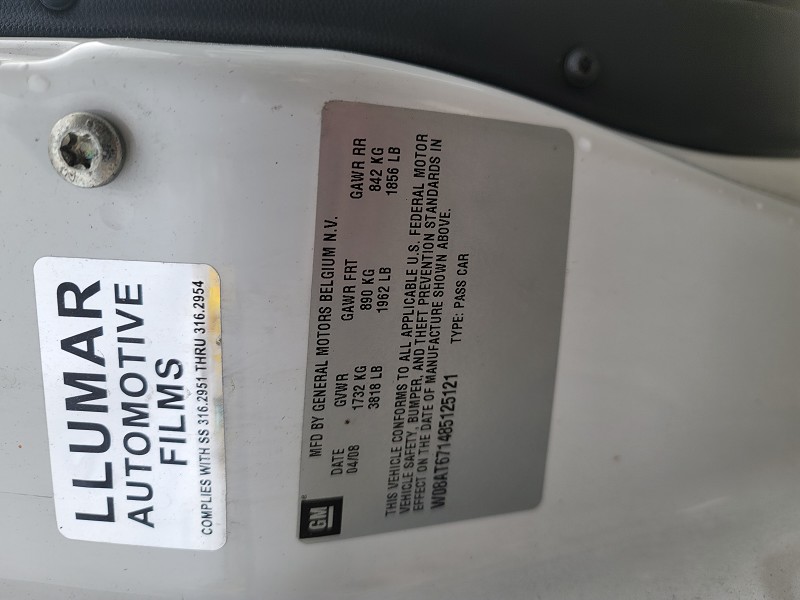 LLUMAR
AUTOMOTIVE
FILMS
COMPLIES WITH SS 316.2951 THRU 316.2954
GM
®
MFD BY GENERAL MOTORS BELGIUM N.V.
DATE GVWR GAWR FRT GAWR RR
04/08 1732 KG 890 KG 842 KG
3818 LB 1962 LB 1856 LB
THIS VEHICLE CONFORMS TO ALL APPLICABLE U.S. FEDERAL MOTOR
VEHICLE SAFETY, BUMPER, AND THEFT PREVENTION STANDARDS IN
EFFECT ON THE DATE OF MANUFACTURE SHOWN ABOVE.
W08AT671485125121 TYPE: PASS CAR